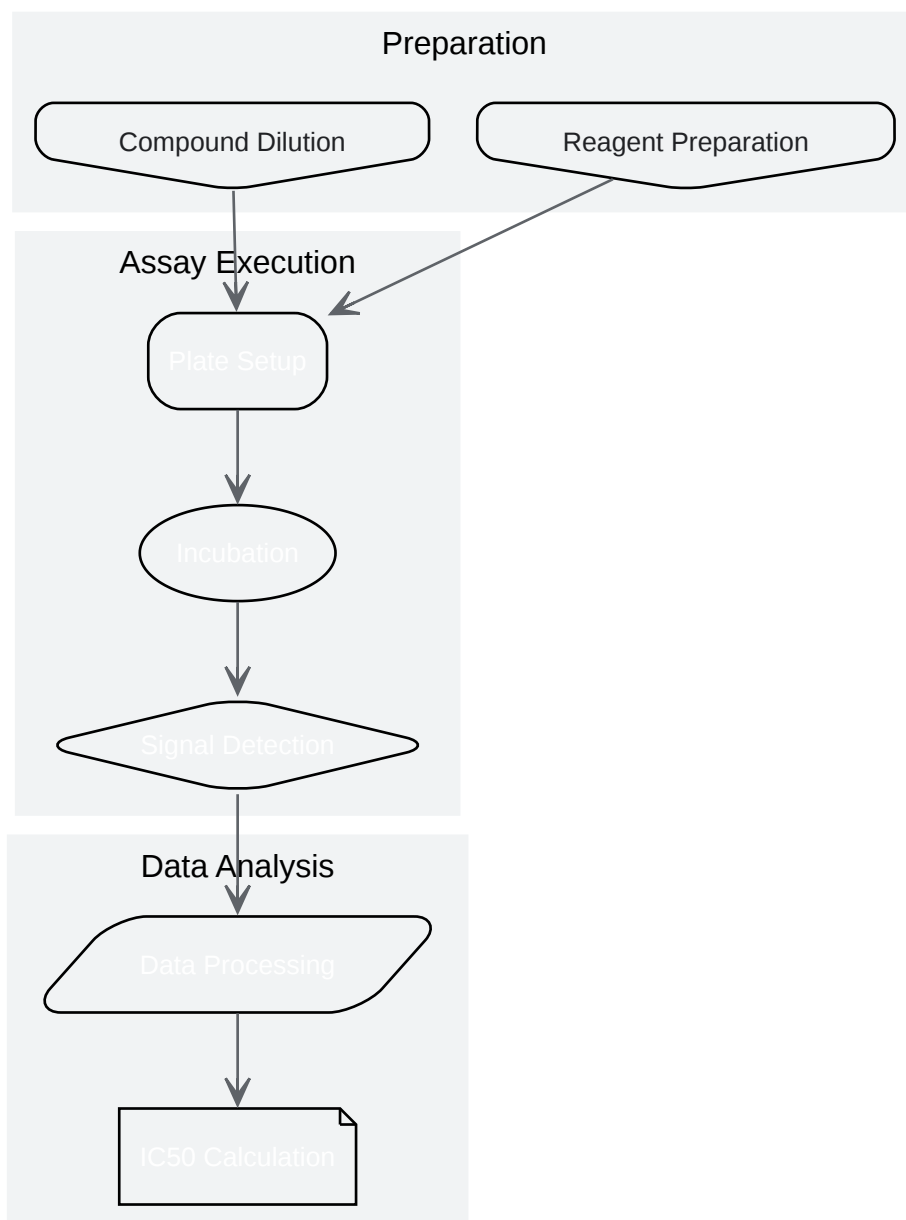 Preparation
Compound Dilution
Reagent Preparation
Assay Execution
Plate Setup
Incubation
Signal Detection
Data Analysis
Data Processing
IC50 Calculation